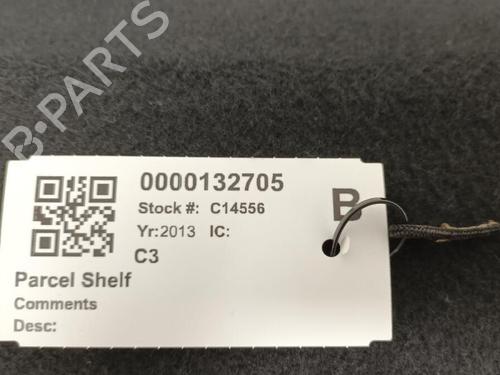 B-PARTS
0000132705
Stock #: C14556
B
Yr:2013 IC:
C3
Parcel Shelf
Comments
Desc: